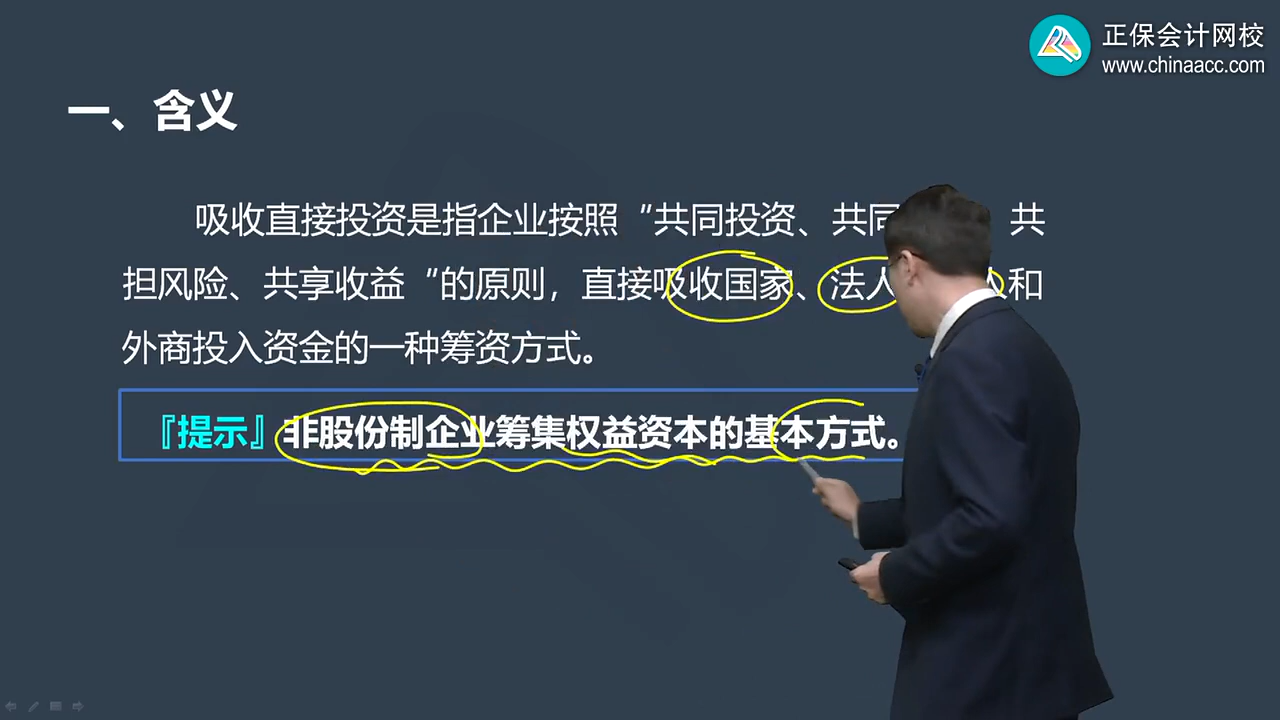 正保会计网校
www.chinaacc.com
一、含义
吸收直接投资是指企业按照“共同投资、共同 共
担风险、共享收益“的原则，直接吸收国家、法人 人和
外商投入资金的一种筹资方式。
『提示』非股份制企业筹集权益资本的基本方式。